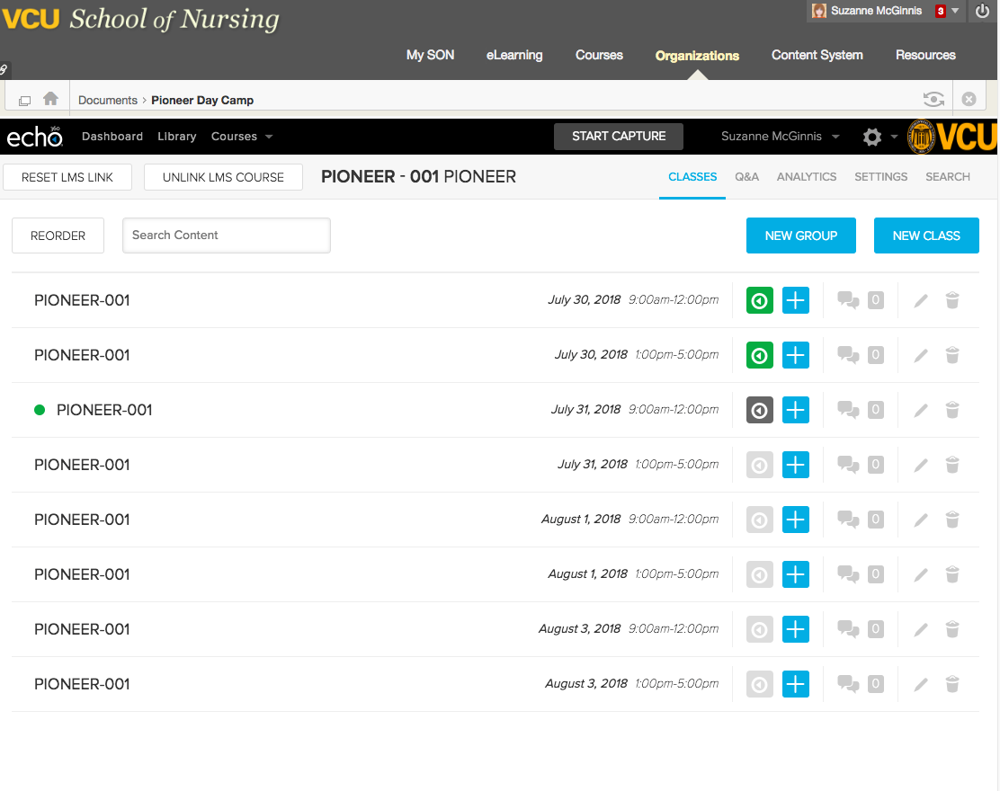 VCU School of Nursing
Suzanne McGinnis 3
My SON eLearning Courses Organizations Content System Resources
Documents > Pioneer Day Camp
echo360 Dashboard Library Courses START CAPTURE Suzanne McGinnis VCU
RESET LMS LINK UNLINK LMS COURSE PIONEER - 001 PIONEER CLASSES Q&A ANALYTICS SETTINGS SEARCH
REORDER Search Content NEW GROUP NEW CLASS
PIONEER-001 July 30, 2018 9:00am-12:00pm 0
PIONEER-001 July 30, 2018 1:00pm-5:00pm 0
PIONEER-001 July 31, 2018 9:00am-12:00pm 0
PIONEER-001 July 31, 2018 1:00pm-5:00pm 0
PIONEER-001 August 1, 2018 9:00am-12:00pm 0
PIONEER-001 August 1, 2018 1:00pm-5:00pm 0
PIONEER-001 August 3, 2018 9:00am-12:00pm 0
PIONEER-001 August 3, 2018 1:00pm-5:00pm 0